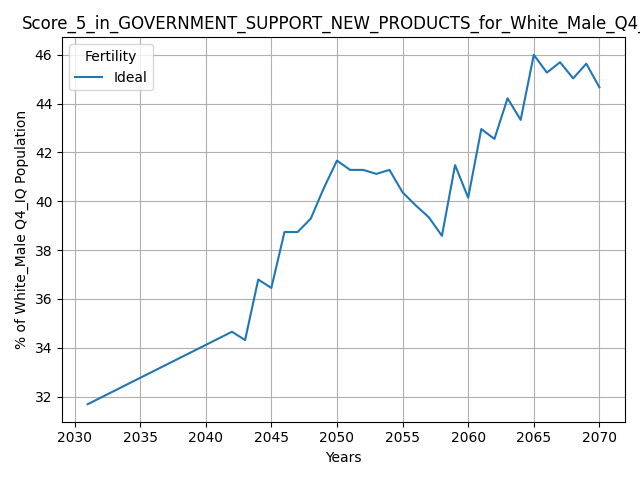 Score_5_in_GOVERNMENT_SUPPORT_NEW_PRODUCTS_for_White_Male_Q4_
Fertility
Ideal
% of White_Male Q4_IQ Population
46
44
42
40
38
36
34
32
2030 2035 2040 2045 2050 2055 2060 2065 2070
Years